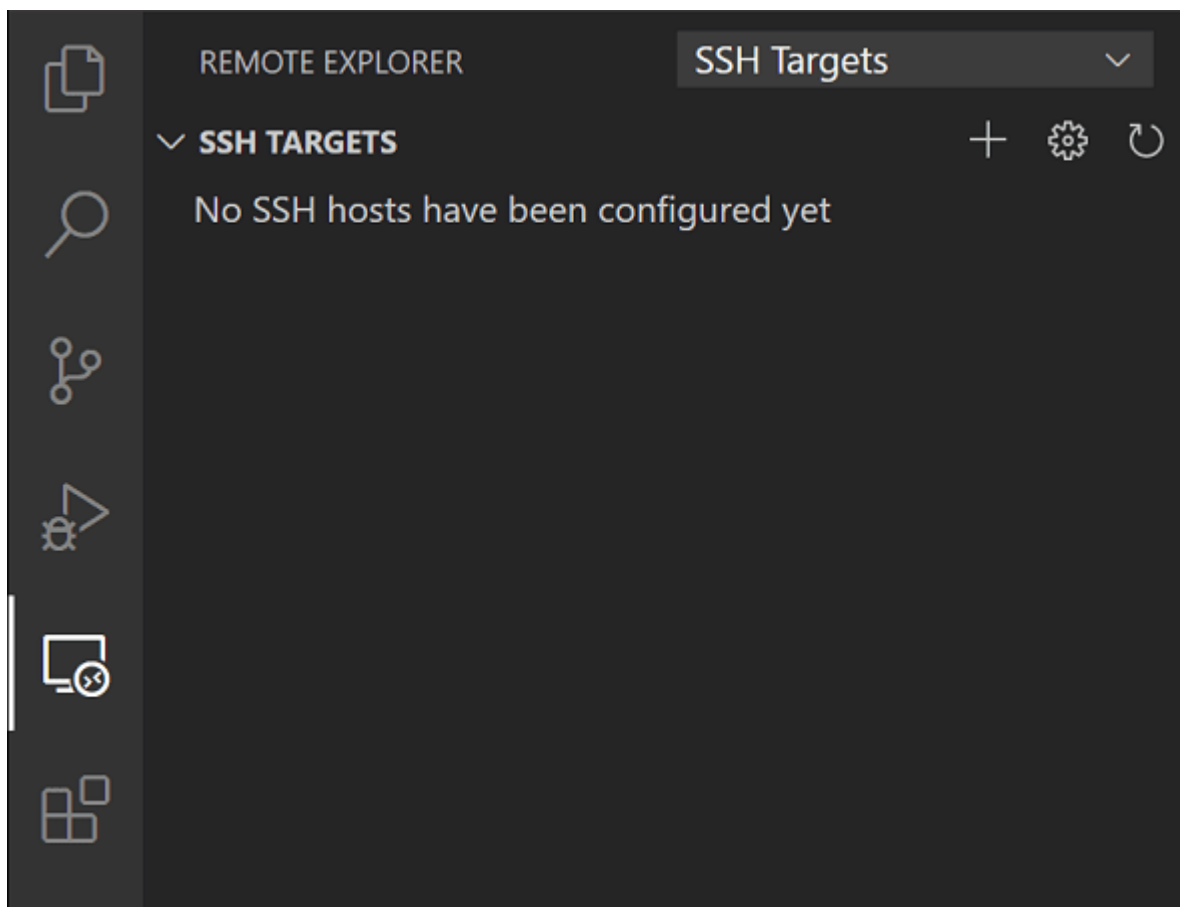 REMOTE EXPLORER
SSH Targets
SSH TARGETS
No SSH hosts have been configured yet